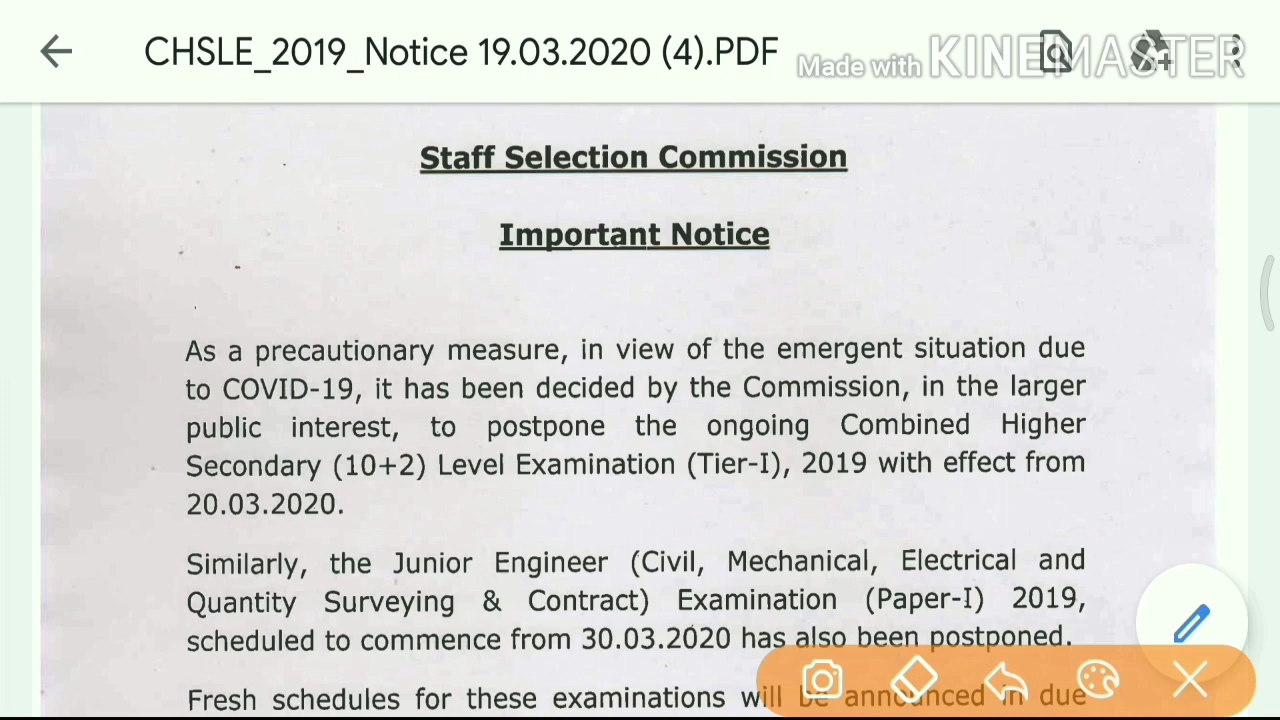 CHSLE_2019_Notice 19.03.2020 (4).PDF
Made with KINEMASTER
Staff Selection Commission
Important Notice
As a precautionary measure, in view of the emergent situation due
to COVID-19, it has been decided by the Commission, in the larger
public interest, to postpone the ongoing Combined Higher
Secondary (10+2) Level Examination (Tier-I), 2019 with effect from
20.03.2020.
Similarly, the Junior Engineer (Civil, Mechanical, Electrical and
Quantity Surveying & Contract) Examination (Paper-I) 2019,
scheduled to commence from 30.03.2020 has also been postponed.
Fresh schedules for these examinations will be announced in due